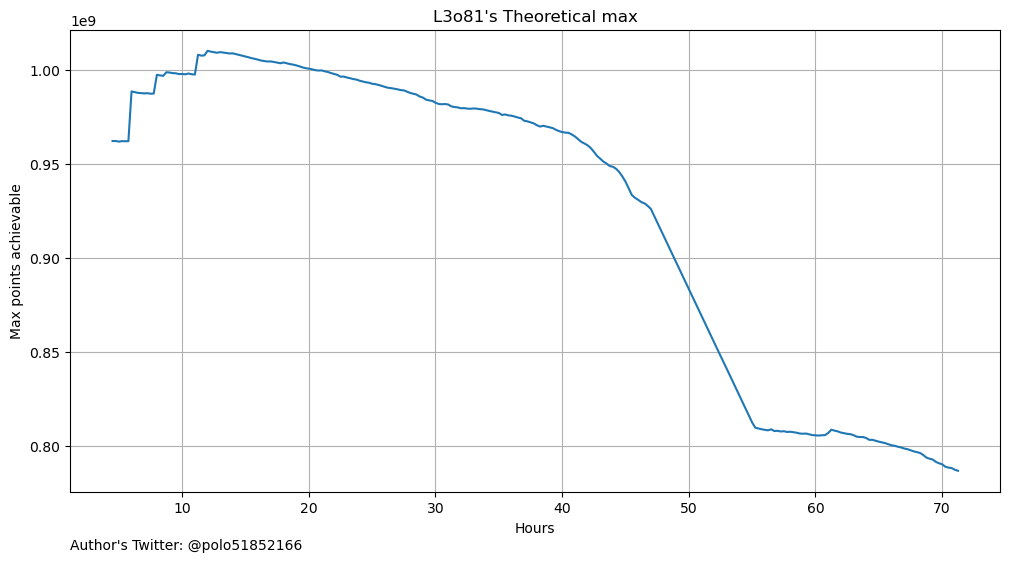 L3o81's Theoretical max
1e9
1.00
0.95
0.90
0.85
0.80
Max points achievable
10 20 30 40 50 60 70
Hours
Author's Twitter: @polo51852166